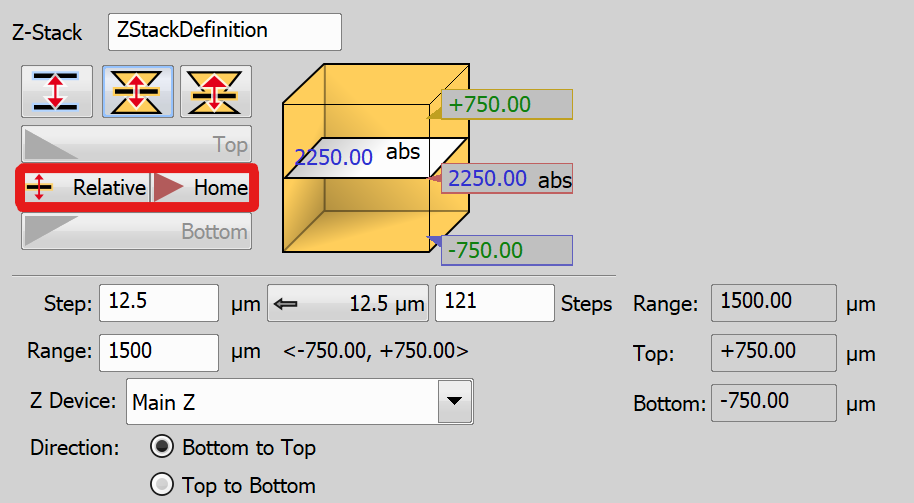 Z-Stack ZStackDefinition
+750.00
Top
2250.00 abs
Relative Home 2250.00 abs
Bottom -750.00
Step: 12.5 µm 12.5 µm 121 Steps Range: 1500.00 µm
Range: 1500 µm <-750.00, +750.00> Top: +750.00 µm
Z Device: Main Z Bottom: -750.00 µm
Direction: Bottom to Top
Top to Bottom